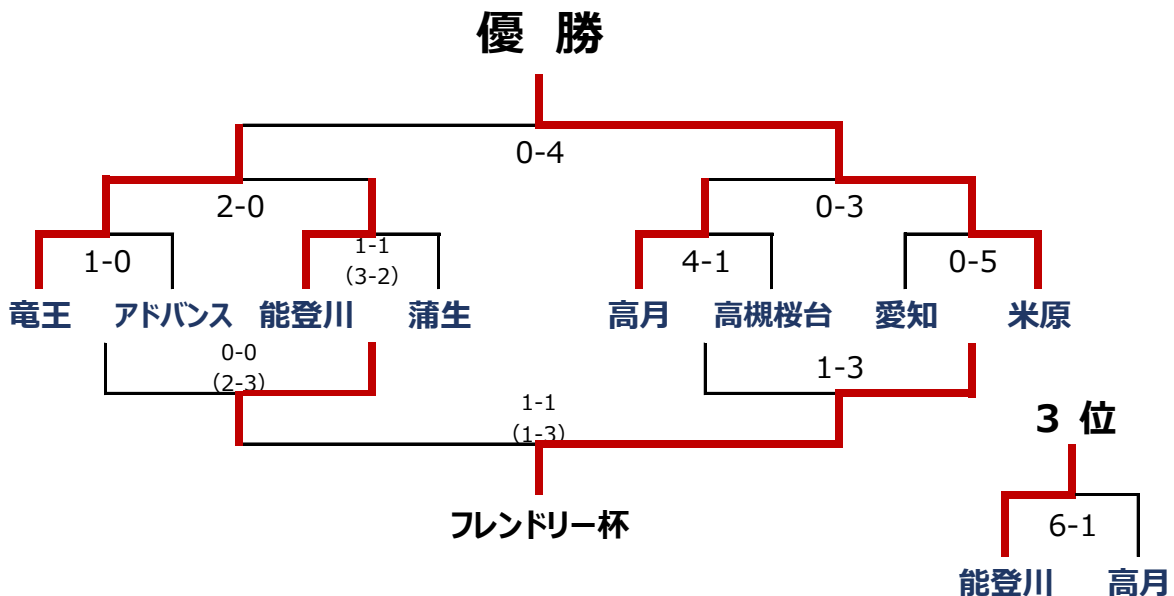 優 勝
0-4
2-0
0-3
1-0
1-1
(3-2)
4-1
0-5
竜王 アドバンス 能登川 蒲生 高月 高槻桜台 愛知 米原
0-0
(2-3)
1-3
1-1
(1-3)
3 位
フレンドリー杯
6-1
能登川 高月